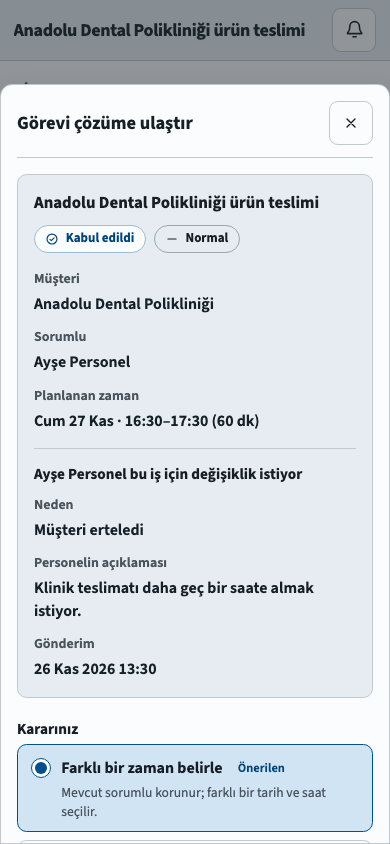 Anadolu Dental Polikliniği ürün teslimi
Görevi çözüme ulaştır
Anadolu Dental Polikliniği ürün teslimi
Kabul edildi
Normal
Müşteri
Anadolu Dental Polikliniği
Sorumlu
Ayşe Personel
Planlanan zaman
Cum 27 Kas · 16:30–17:30 (60 dk)
Ayşe Personel bu iş için değişiklik istiyor
Neden
Müşteri erteledi
Personelin açıklaması
Klinik teslimatı daha geç bir saate almak
istiyor.
Gönderim
26 Kas 2026 13:30
Kararınız
Farklı bir zaman belirle Önerilen
Mevcut sorumlu korunur; farklı bir tarih ve saat
seçilir.